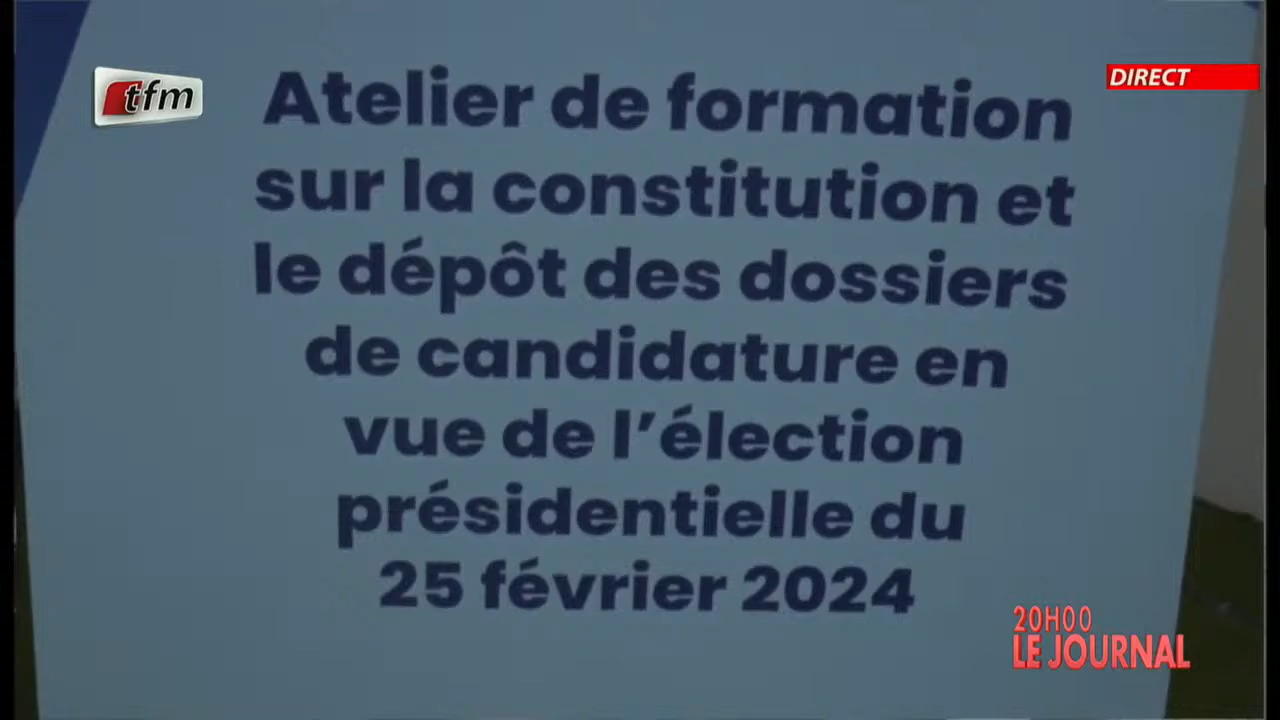 tfm
DIRECT
Atelier de formation
sur la constitution et
le dépôt des dossiers
de candidature en
vue de l’élection
présidentielle du
25 février 2024
20H00
LE JOURNAL